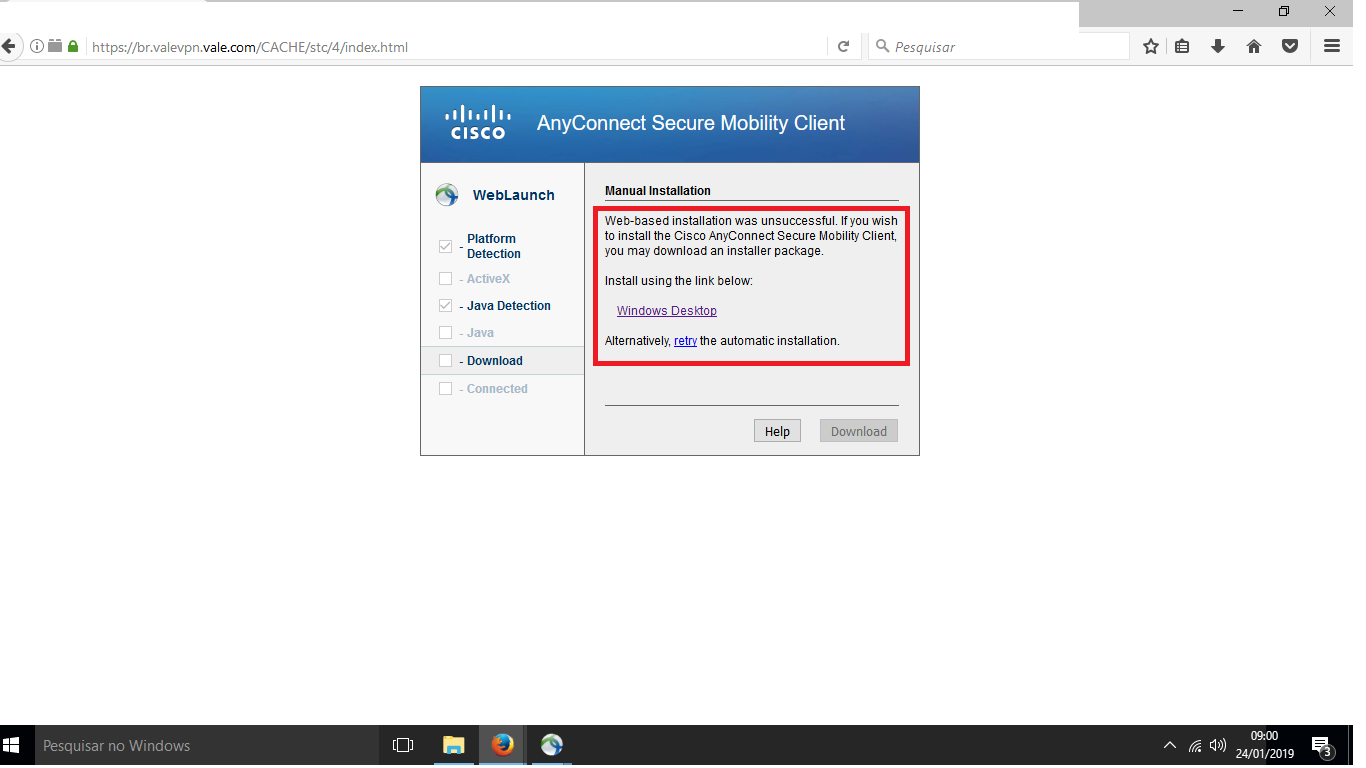 https://br.valevpn.vale.com/CACHE/stc/4/index.html
Pesquisar
CISCO
AnyConnect Secure Mobility Client
WebLaunch
- Platform
Detection
- ActiveX
- Java Detection
- Java
- Download
- Connected
Manual Installation
Web-based installation was unsuccessful. If you wish
to install the Cisco AnyConnect Secure Mobility Client,
you may download an installer package.
Install using the link below:
Windows Desktop
Alternatively, retry the automatic installation.
Help
Download
Pesquisar no Windows
09:00
24/01/2019
3